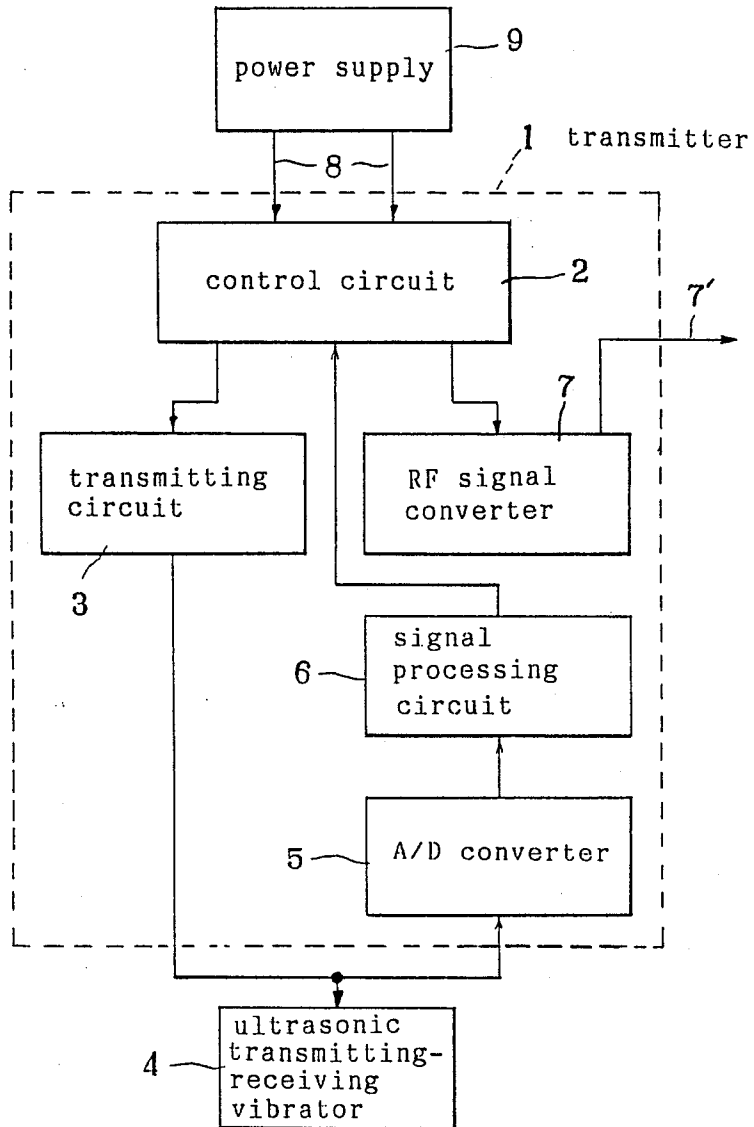 9
power supply
8
1 transmitter
control circuit
2
7'
7
transmitting
circuit
3
RF signal
converter
signal
processing
circuit
6
A/D converter
5
ultrasonic
transmitting-
receiving
vibrator
4